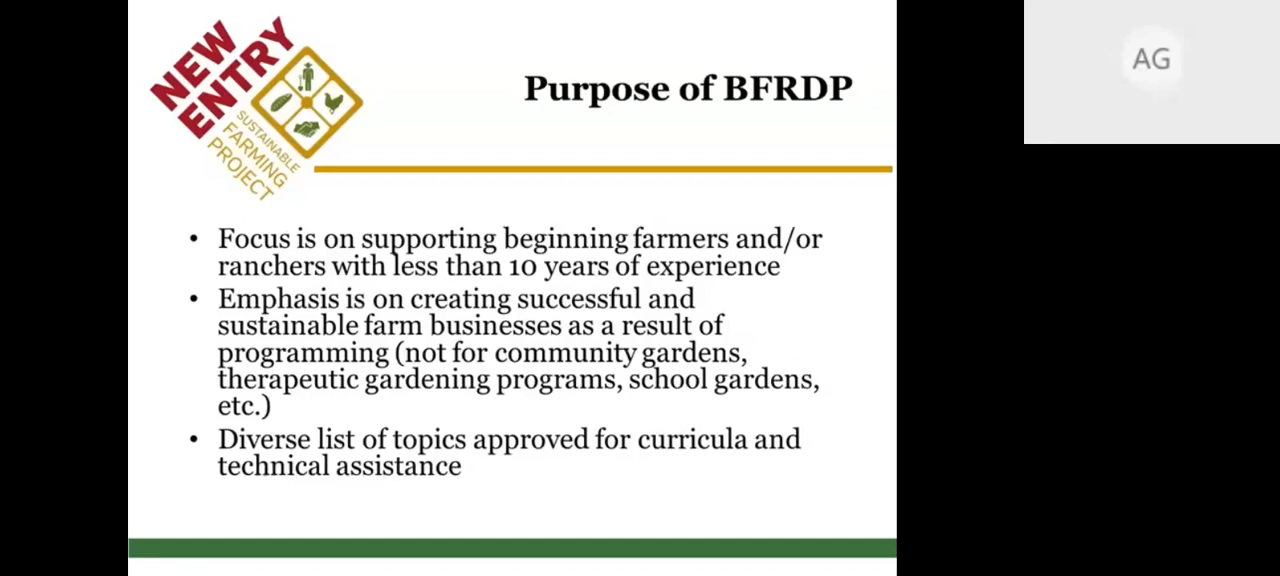 NEW
ENTRY
SUSTAINABLE
FARMING
PROJECT
Purpose of BFRDP
AG
• Focus is on supporting beginning farmers and/or
ranchers with less than 10 years of experience
• Emphasis is on creating successful and
sustainable farm businesses as a result of
programming (not for community gardens,
therapeutic gardening programs, school gardens,
etc.)
• Diverse list of topics approved for curricula and
technical assistance